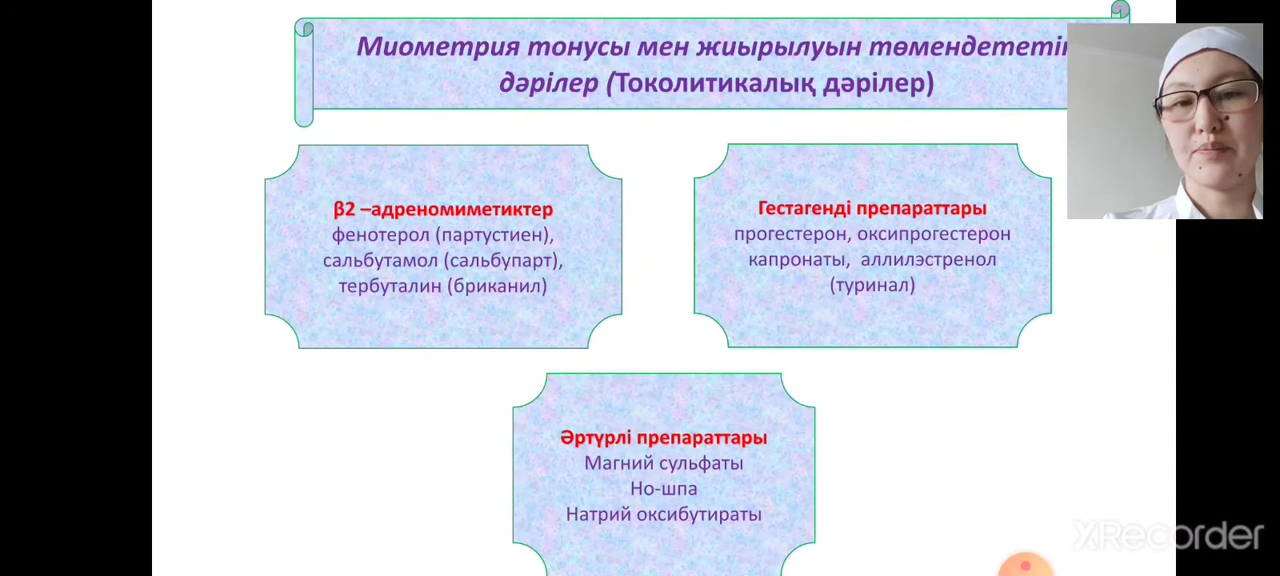 Миометрия тонусы мен жиырылуын төмендететін
дәрілер (Токолитикалық дәрілер)
β2 –адреномиметиктер
фенотерол (партустиен),
сальбутамол (сальбупарт),
тербуталин (бриканил)
Гестагенді препараттары
прогестерон, оксипрогестерон
капронаты, аллилэстренол
(туринал)
Әртүрлі препараттары
Магний сульфаты
Но-шпа
Натрий оксибутираты
XRecorder